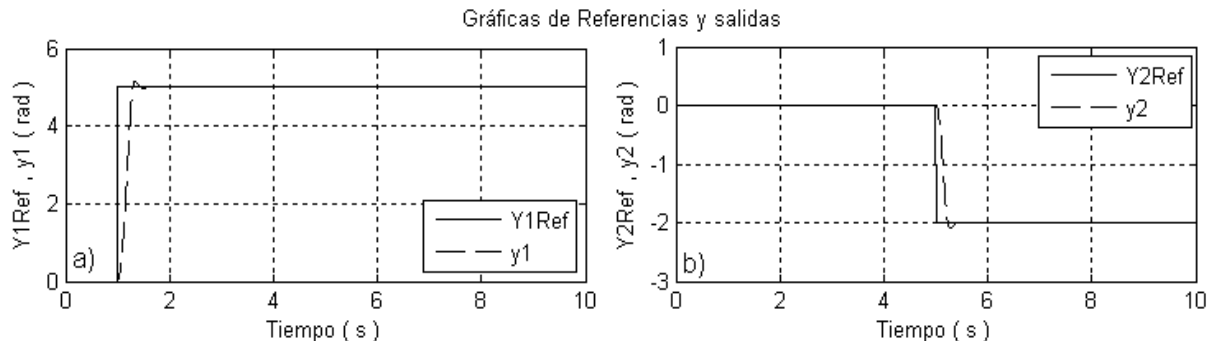 Gráficas de Referencias y salidas
Y1Ref , y1 ( rad )
6
4
2
0
a)
Y1Ref
y1
0 2 4 6 8 10
Tiempo ( s )
Y2Ref , y2 ( rad )
1
0
-1
-2
-3
b)
Y2Ref
y2
0 2 4 6 8 10
Tiempo ( s )